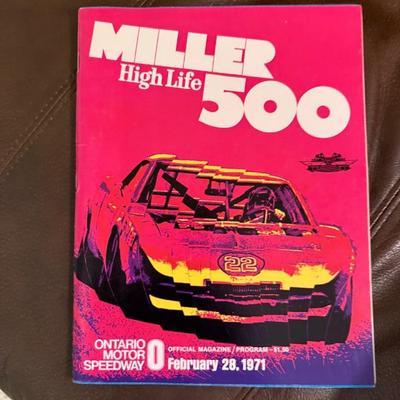 MILLER
High Life
500
22
ONTARIO
MOTOR
SPEEDWAY
O
OFFICIAL MAGAZINE/PROGRAM—$1.50
February 28, 1971